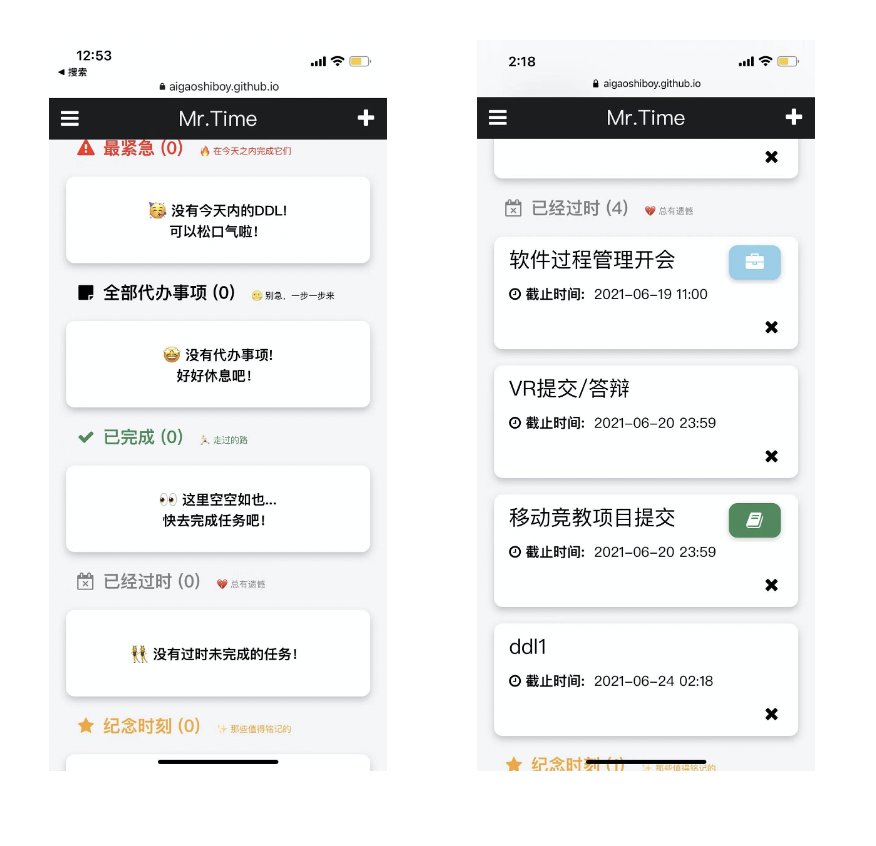 12:53
搜索
aigaoshiboy.github.io
Mr.Time
最紧急 (0) 在今天之内完成它们
没有今天内的DDL!
可以松口气啦!
全部代办事项 (0) 别急，一步一步来
没有代办事项!
好好休息吧!
已完成 (0) 走过的路
这里空空如也...
快去完成任务吧!
已经过时 (0) 总有遗憾
没有过时未完成的任务!
纪念时刻 (0) 那些值得铭记的
2:18
aigaoshiboy.github.io
Mr.Time
已经过时 (4) 总有遗憾
软件过程管理开会
截止时间: 2021-06-19 11:00
VR提交/答辩
截止时间: 2021-06-20 23:59
移动竞教项目提交
截止时间: 2021-06-20 23:59
ddl1
截止时间: 2021-06-24 02:18
纪念时刻 (1) 那些值得铭记的